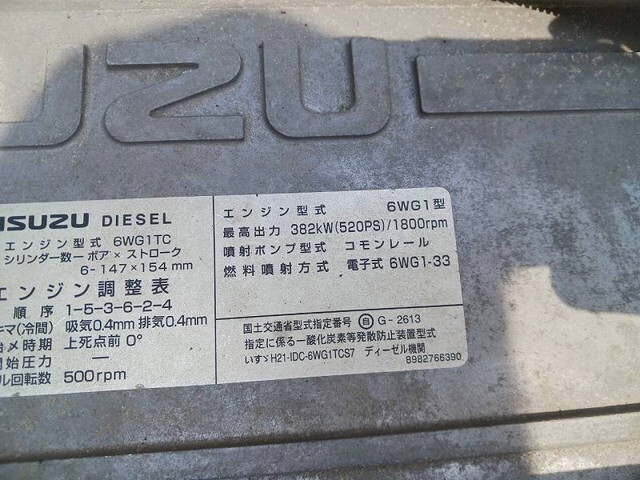 UZU
ISUZU DIESEL
エンジン型式 6WG1TC
シリンダー数ー ボア × ストローク
6-147×154mm
エンジン調整表
順序 1-5-3-6-2-4
キマ(冷間) 吸気0.4mm 排気0.4mm
始メ時期 上死点前 0°
開始圧力 ―
ル回転数 500rpm
エンジン型式 6WG1型
最高出力 382kW(520PS)/1800rpm
噴射ポンプ型式 コモンレール
燃料噴射方式 電子式 6WG1-33
国土交通省型式指定番号 自 G-2613
指定に係る一酸化炭素等発散防止装置型式
いすゞH21-IDC-6WG1TCS7 ディーゼル機関
8982766390